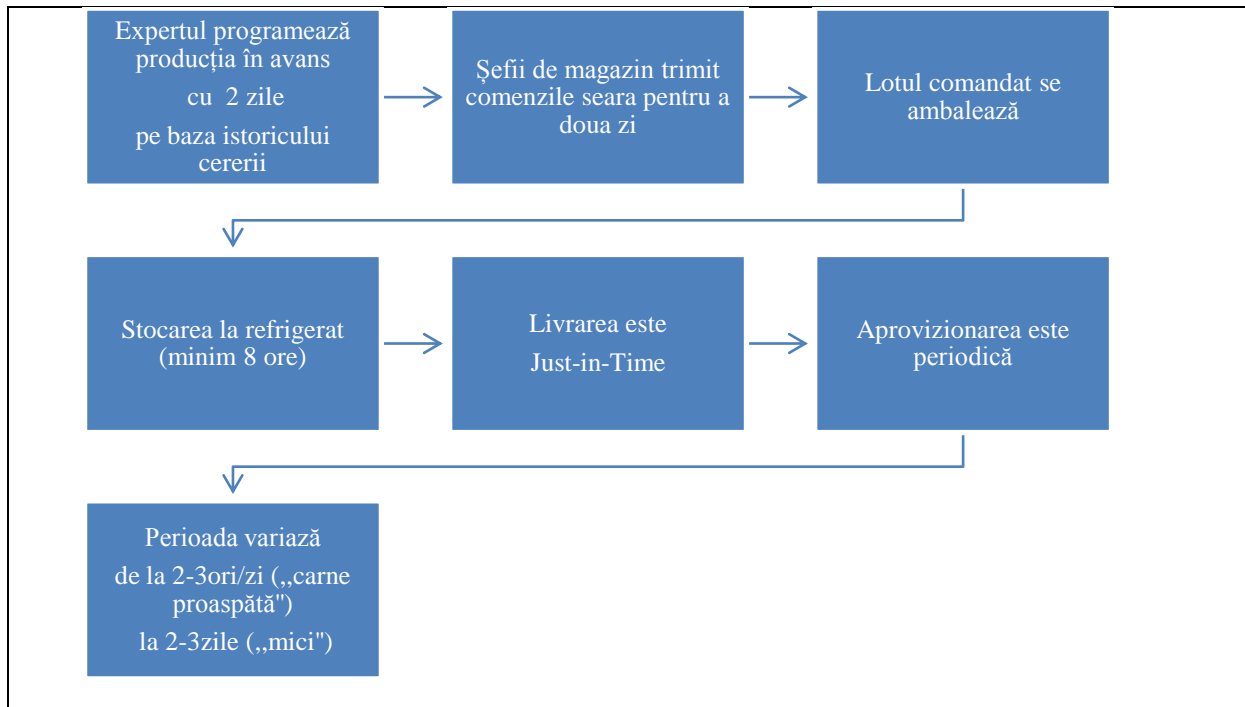 Expertul programează
producția în avans
cu 2 zile
pe baza istoricului
cererii
Șefii de magazin trimit
comenzile seara pentru a
doua zi
Lotul comandat se
ambalează
Stocarea la refrigerat
(minim 8 ore)
Livrarea este
Just-in-Time
Aprovizionarea este
periodică
Perioada variază
de la 2-3ori/zi (,,carne
proaspătă")
la 2-3zile (,,mici")